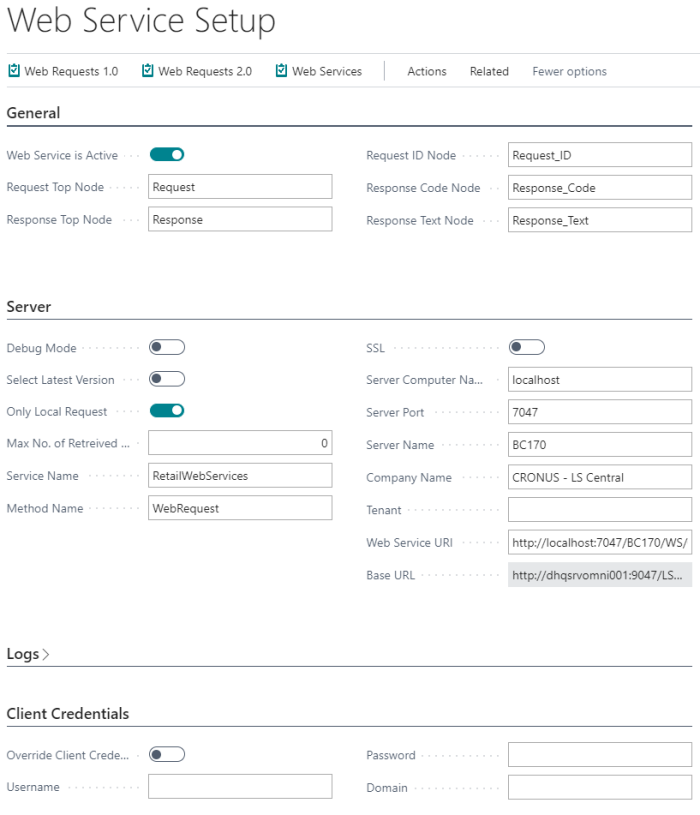 Web Service Setup
Web Requests 1.0 Web Requests 2.0 Web Services Actions Related Fewer options
General
Web Service is Active
Request Top Node Request
Response Top Node Response
Request ID Node Request_ID
Response Code Node Response_Code
Response Text Node Response_Text
Server
Debug Mode
Select Latest Version
Only Local Request
Max No. of Retreived ... 0
Service Name RetailWebServices
Method Name WebRequest
SSL
Server Computer Na... localhost
Server Port 7047
Server Name BC170
Company Name CRONUS - LS Central
Tenant
Web Service URI http://localhost:7047/BC170/WS/
Base URL http://dhqsrvomni001:9047/LS...
Logs
Client Credentials
Override Client Crede...
Username
Password
Domain